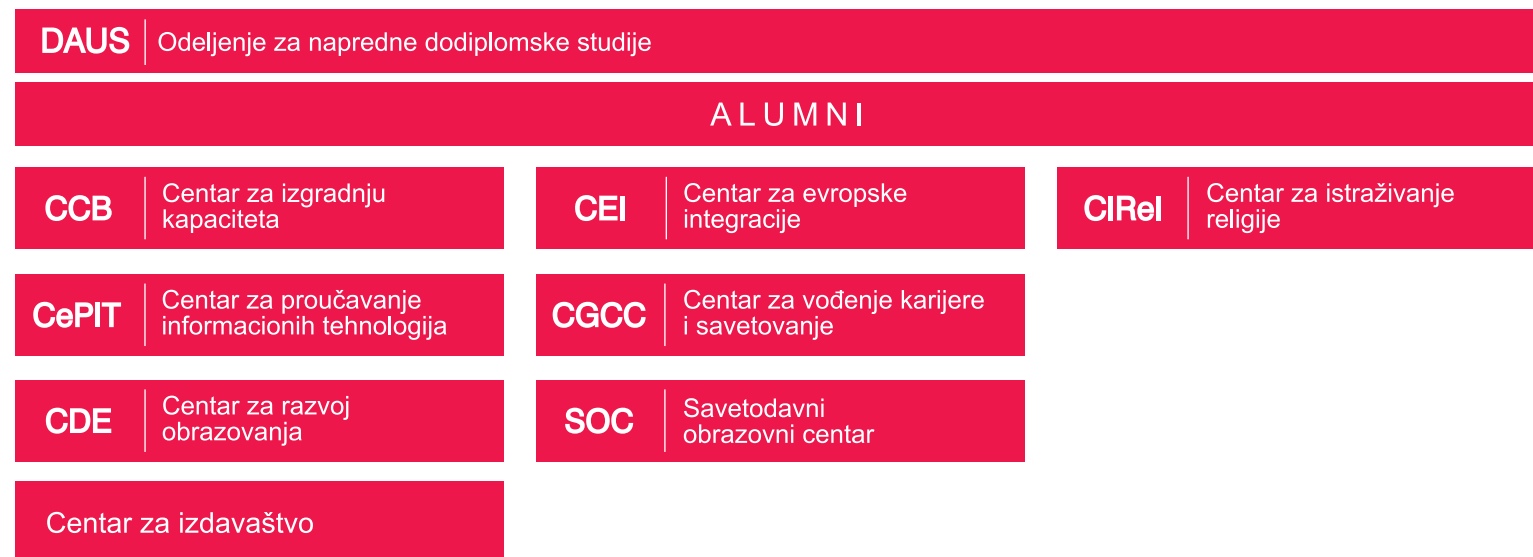 DAUS Odeljenje za napredne dodiplomske studije
ALUMNI
CCB Centar za izgradnju
kapaciteta
CEI Centar za evropske
integracije
CIRel Centar za istraživanje
religije
CePIT Centar za proučavanje
informacionih tehnologija
CGCC Centar za vođenje karijere
i savetovanje
CDE Centar za razvoj
obrazovanja
SOC Savetodavni
obrazovni centar
Centar za izdavaštvo